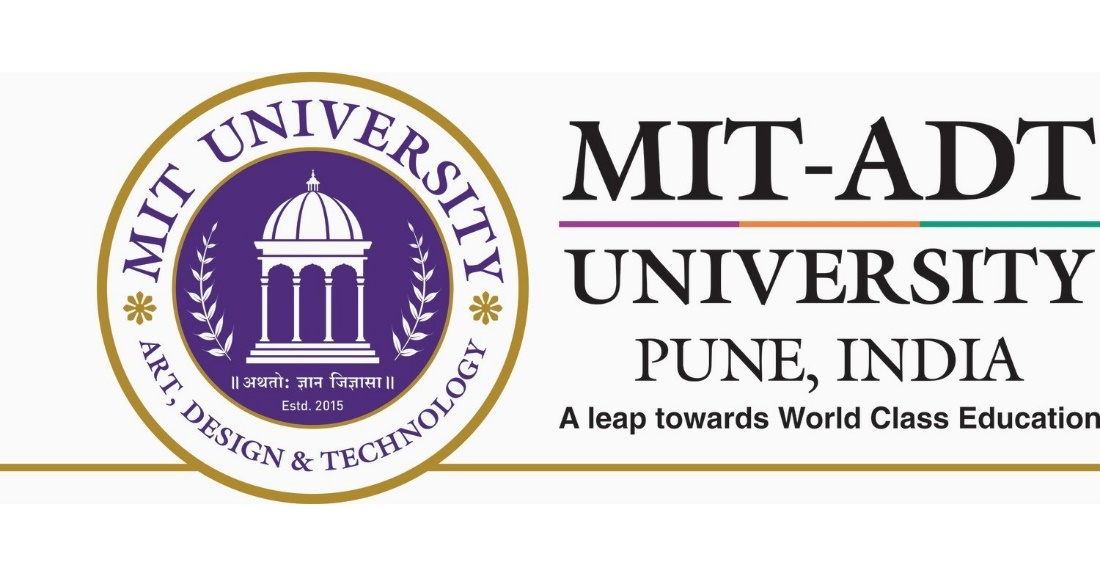 MIT UNIVERSITY
॥ अथतो: ज्ञान जिज्ञासा॥
Estd. 2015
ART, DESIGN & TECHNOLOGY
MIT-ADT
UNIVERSITY
PUNE, INDIA
A leap towards World Class Education